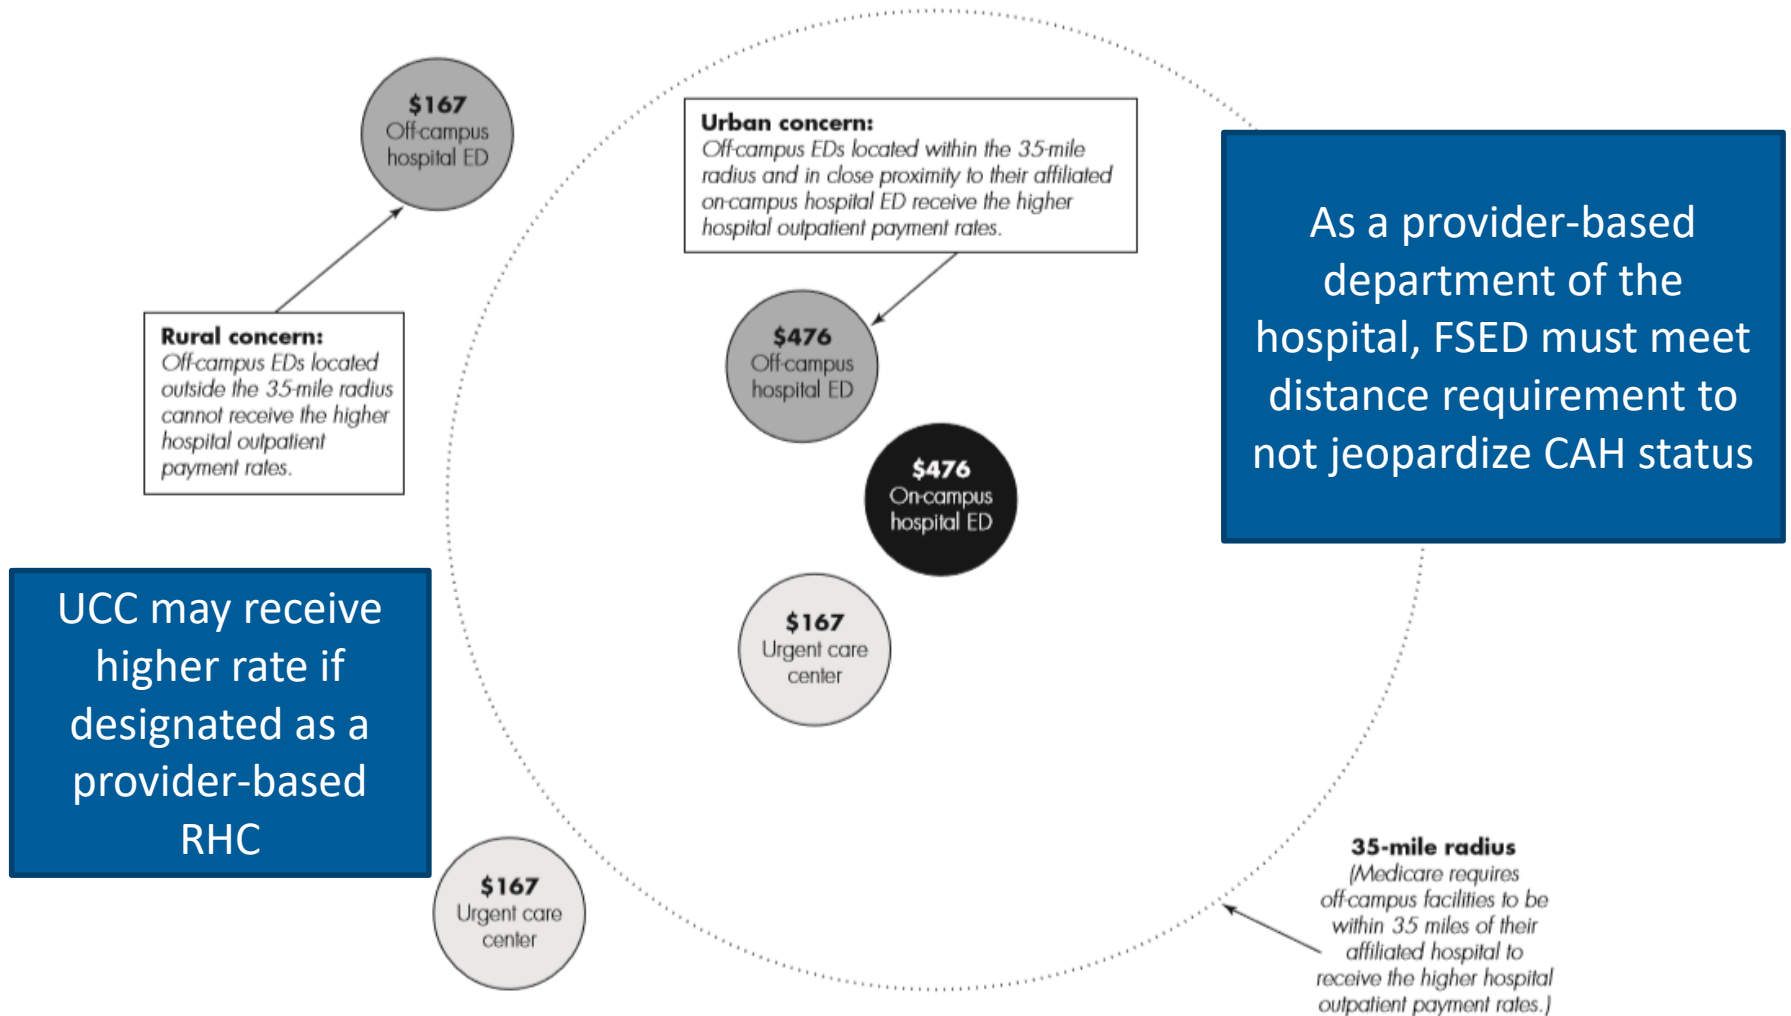 $167
Off-campus
hospital ED
Urban concern:
Off-campus EDs located within the 35-mile
radius and in close proximity to their affiliated
on-campus hospital ED receive the higher
hospital outpatient payment rates.
As a provider-based
department of the
hospital, FSED must meet
distance requirement to
not jeopardize CAH status
Rural concern:
Off-campus EDs located
outside the 35-mile radius
cannot receive the higher
hospital outpatient
payment rates.
$476
Off-campus
hospital ED
$476
On-campus
hospital ED
UCC may receive
higher rate if
designated as a
provider-based
RHC
$167
Urgent care
center
$167
Urgent care
center
35-mile radius
(Medicare requires
off-campus facilities to be
within 35 miles of their
affiliated hospital to
receive the higher hospital
outpatient payment rates.)